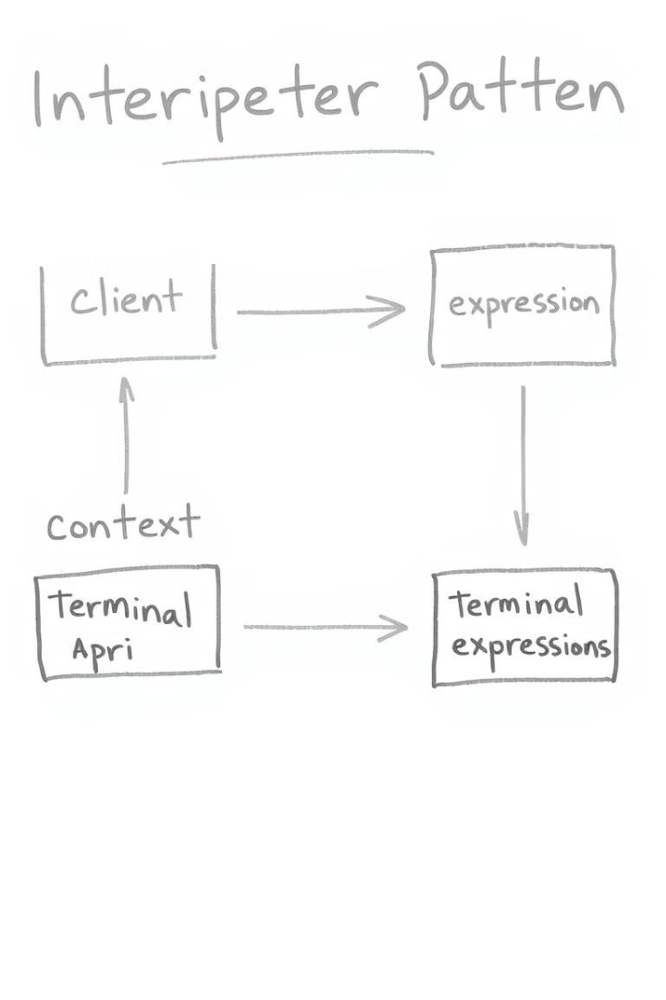 Interipeter Patten
client
expression
context
Terminal
Apri
Terminal
expressions